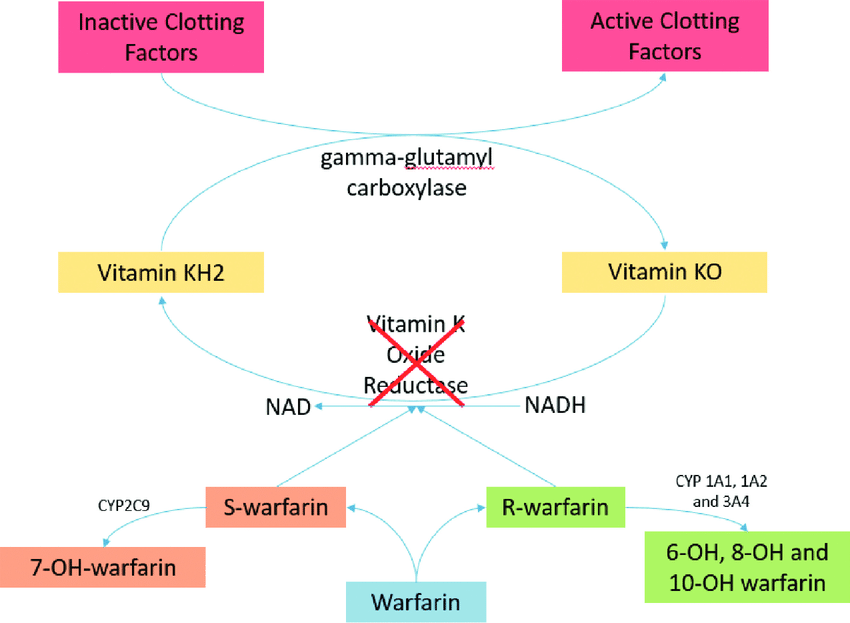 Inactive Clotting
Factors
Active Clotting
Factors
gamma-glutamyl
carboxylase
Vitamin KH2
Vitamin KO
Vitamin K
Oxide
Reductase
NAD
NADH
CYP2C9
S-warfarin
R-warfarin
CYP 1A1, 1A2
and 3A4
7-OH-warfarin
Warfarin
6-OH, 8-OH and
10-OH warfarin